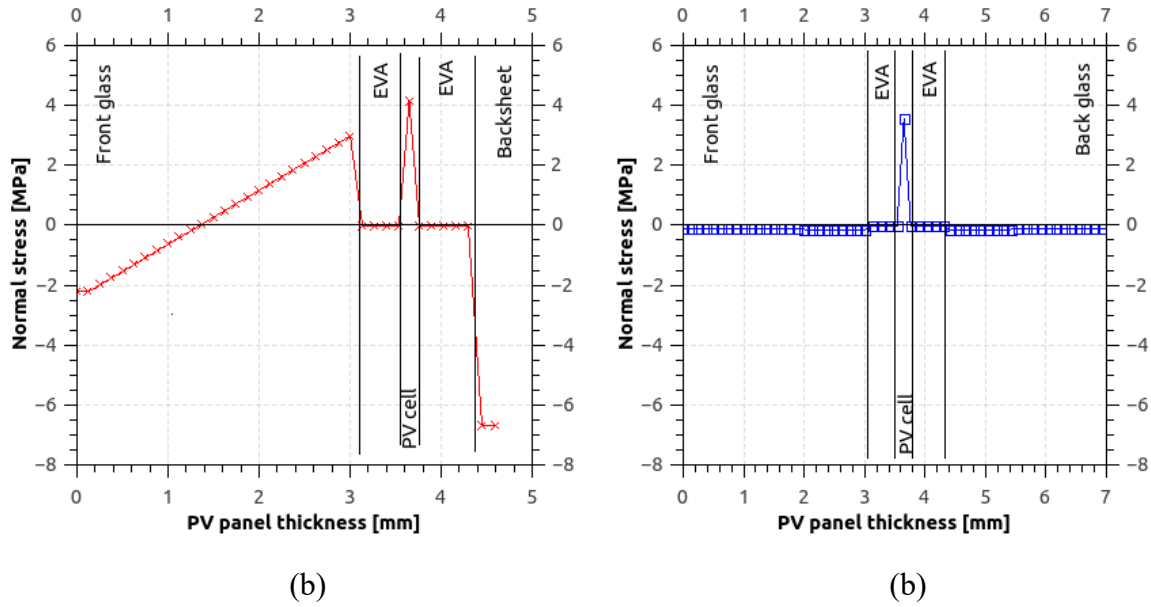 0 1 2 3 4 5
6 4 2 0 −2 −4 −6 −8
Normal stress [MPa]
Front glass
EVA
EVA
Backsheet
PV cell
6 4 2 0 −2 −4 −6 −8
0 1 2 3 4 5
PV panel thickness [mm]
(b)
0 1 2 3 4 5 6 7
6 4 2 0 −2 −4 −6 −8
Normal stress [MPa]
Front glass
EVA
EVA
Back glass
PV cell
6 4 2 0 −2 −4 −6 −8
0 1 2 3 4 5 6 7
PV panel thickness [mm]
(b)